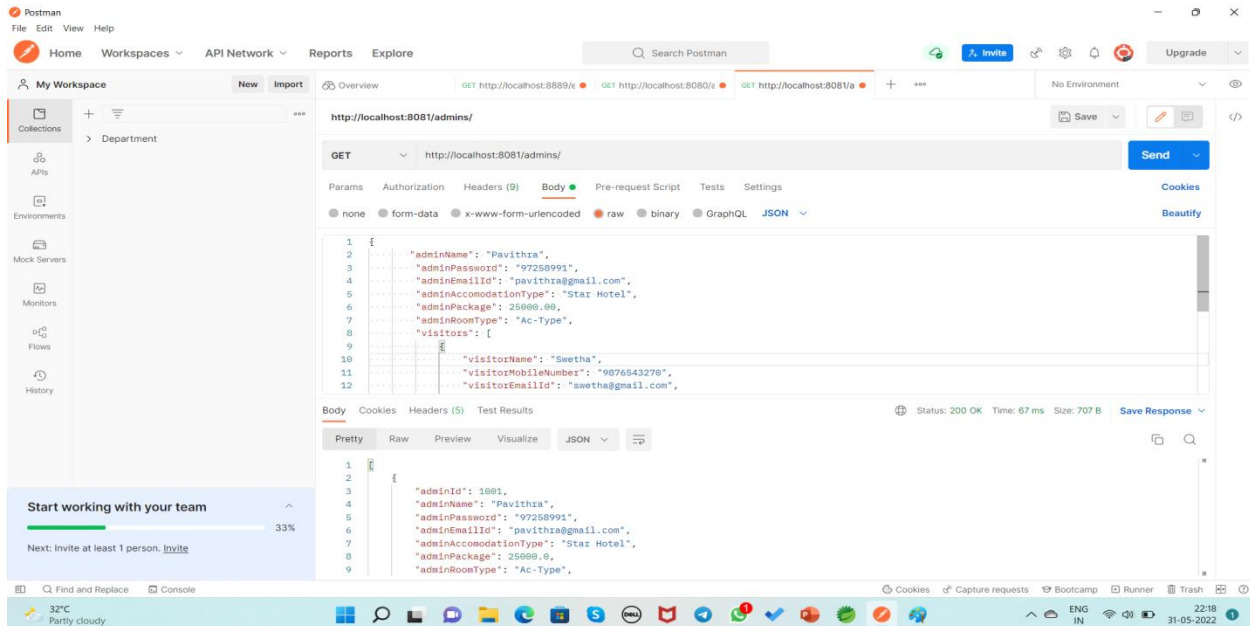 Postman
File Edit View Help
Home Workspaces API Network Reports Explore Search Postman Invite Upgrade
My Workspace New Import Overview GET http://localhost:8889/e GET http://localhost:8080/a GET http://localhost:8081/a + ooo No Environment
Collections
APIs
Environments
Mock Servers
Monitors
Flows
History
+ ooo
> Department
http://localhost:8081/admins/ Save
GET http://localhost:8081/admins/ Send
Params Authorization Headers (9) Body Pre-request Script Tests Settings Cookies
none form-data x-www-form-urlencoded raw binary GraphQL JSON Beautify
1 {
2 "adminName": "Pavithra",
3 "adminPassword": "97258991",
4 "adminEmailId": "pavithra@gmail.com",
5 "adminAccomodationType": "Star Hotel",
6 "adminPackage": 25000.00,
7 "adminRoomType": "Ac-Type",
8 "visitors": [
9 {
10 "visitorName": "Swetha",
11 "visitorMobileNumber": "9876543270",
12 "visitorEmailId": "swetha@gmail.com",
Body Cookies Headers (5) Test Results Status: 200 OK Time: 67 ms Size: 707 B Save Response
Pretty Raw Preview Visualize JSON
1 [
2 {
3 "adminId": 1001,
4 "adminName": "Pavithra",
5 "adminPassword": "97258991",
6 "adminEmailId": "pavithra@gmail.com",
7 "adminAccomodationType": "Star Hotel",
8 "adminPackage": 25000.0,
9 "adminRoomType": "Ac-Type",
Start working with your team
33%
Next: Invite at least 1 person. Invite
Find and Replace Console Cookies Capture requests Bootcamp Runner Trash
32°C
Partly cloudy
DELL
ENG
IN
22:18
31-05-2022
1